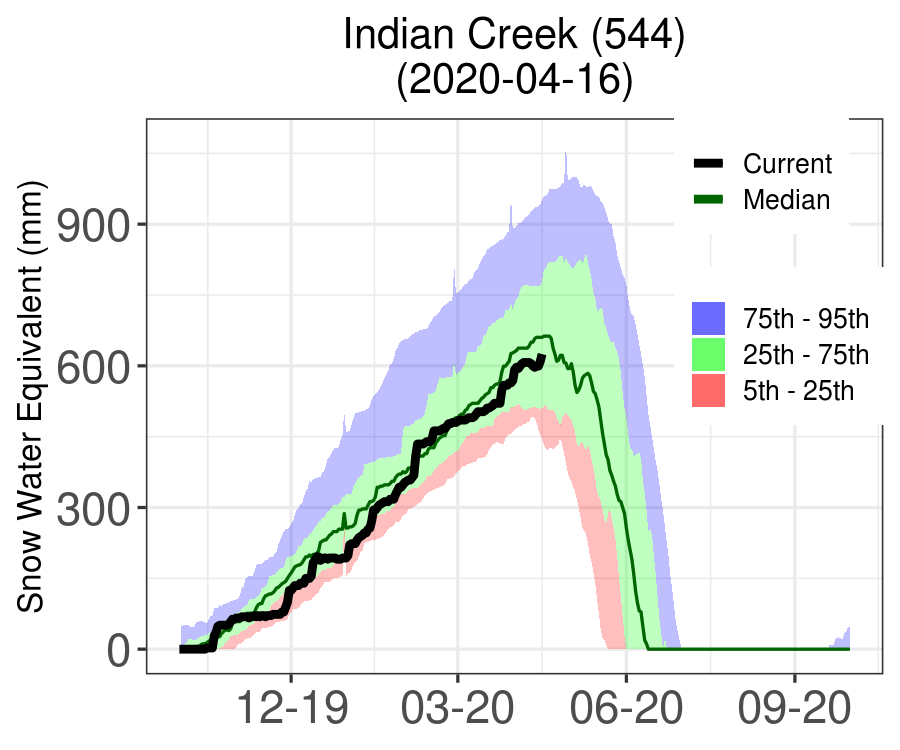 Indian Creek (544)
(2020-04-16)
Snow Water Equivalent (mm)
900
600
300
0
12-19
03-20
06-20
09-20
Current
Median
75th - 95th
25th - 75th
5th - 25th